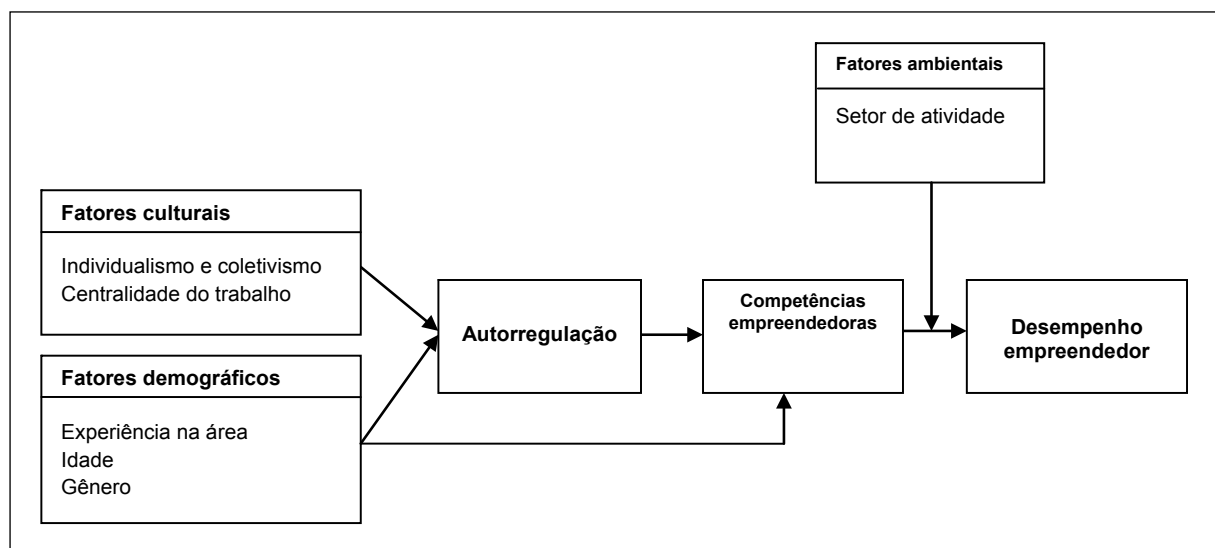 Fatores ambientais
Setor de atividade
Fatores culturais
Individualismo e coletivismo
Centralidade do trabalho
Autorregulação
Competências
empreendedoras
Desempenho
empreendedor
Fatores demográficos
Experiência na área
Idade
Gênero